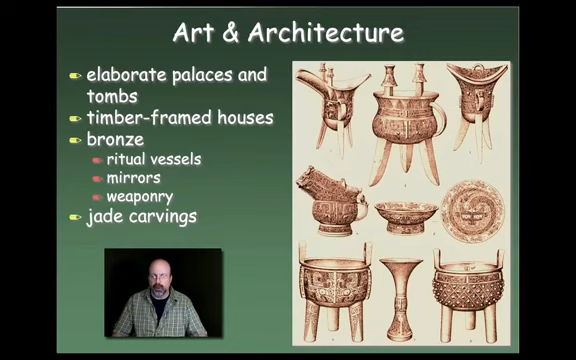 Art & Architecture
elaborate palaces and
tombs
timber-framed houses
bronze
ritual vessels
mirrors
weaponry
jade carvings